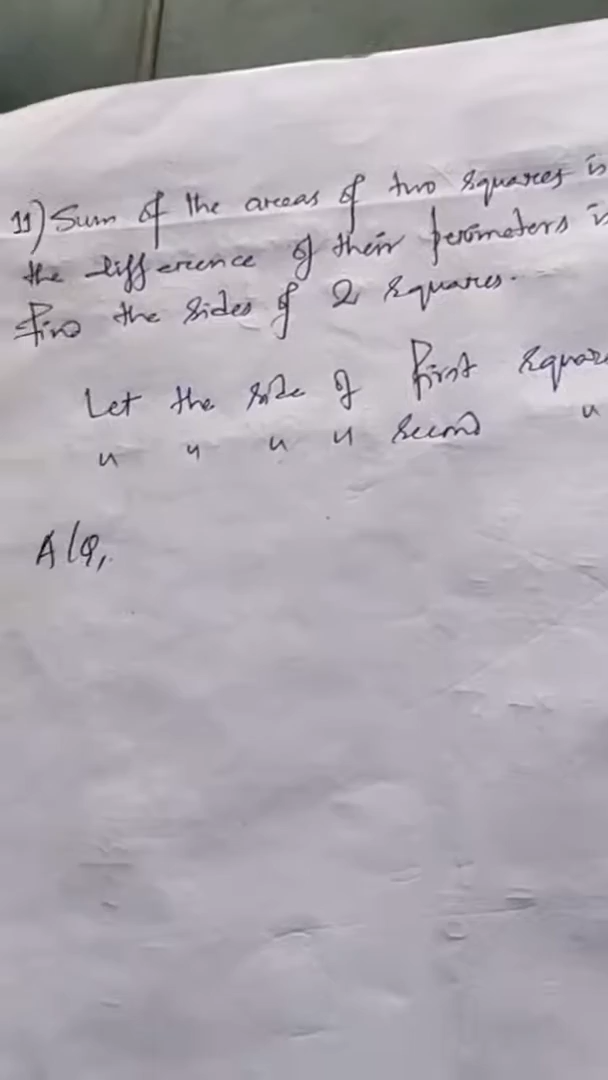 11) Sum of the areas of two squares is
the difference of their perimeters is
Find the sides of 2 squares.
Let the side of first square
" " " " second "
A/Q,